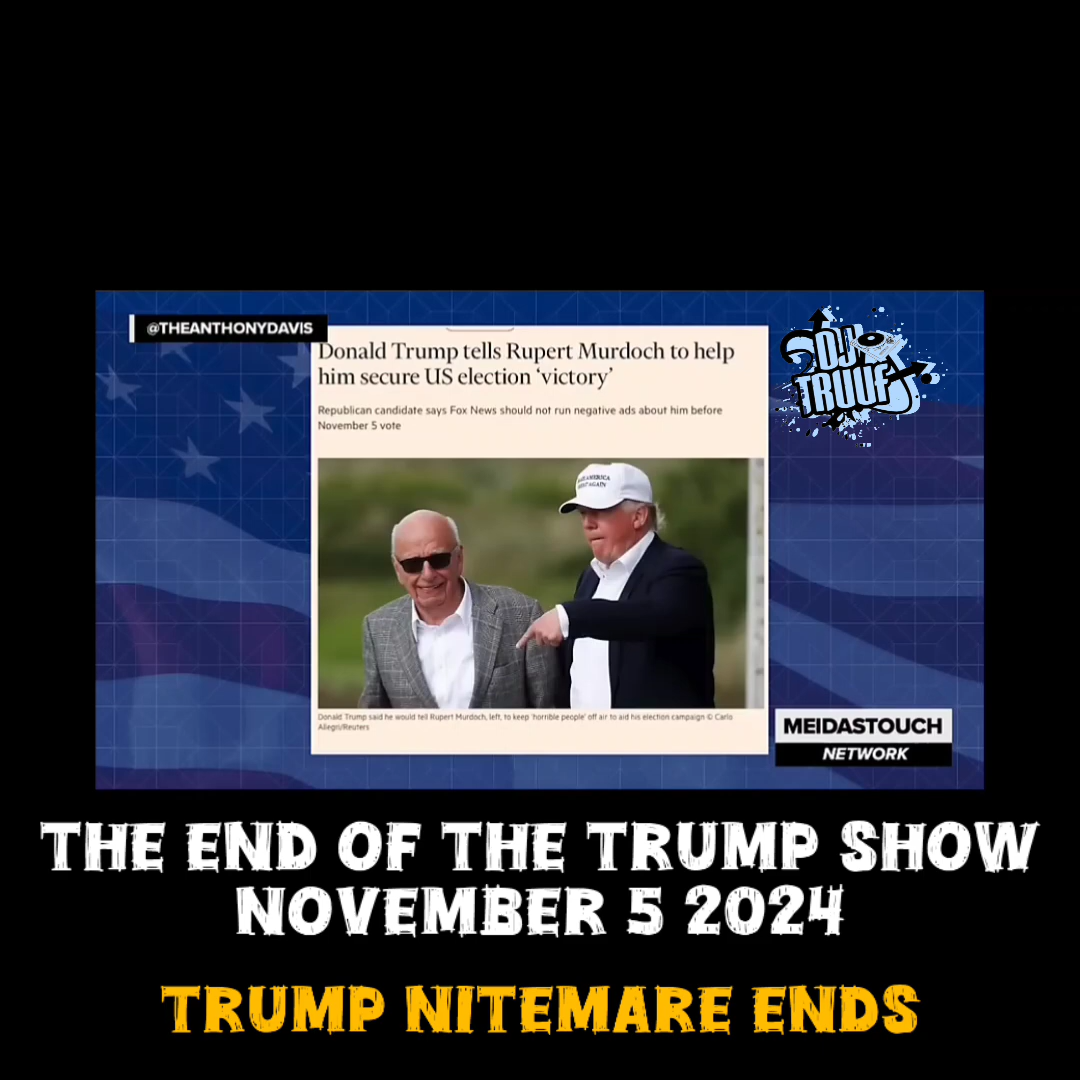 @THEANTHONYDAVIS
DJ
TRUUF
Donald Trump tells Rupert Murdoch to help
him secure US election ‘victory’
Republican candidate says Fox News should not run negative ads about him before
November 5 vote
Donald Trump said he would tell Rupert Murdoch, left, to keep ‘horrible people’ off air to aid his election campaign © Carlo
Allegri/Reuters
MEIDASTOUCH
NETWORK
THE END OF THE TRUMP SHOW
NOVEMBER 5 2024
TRUMP NITEMARE ENDS